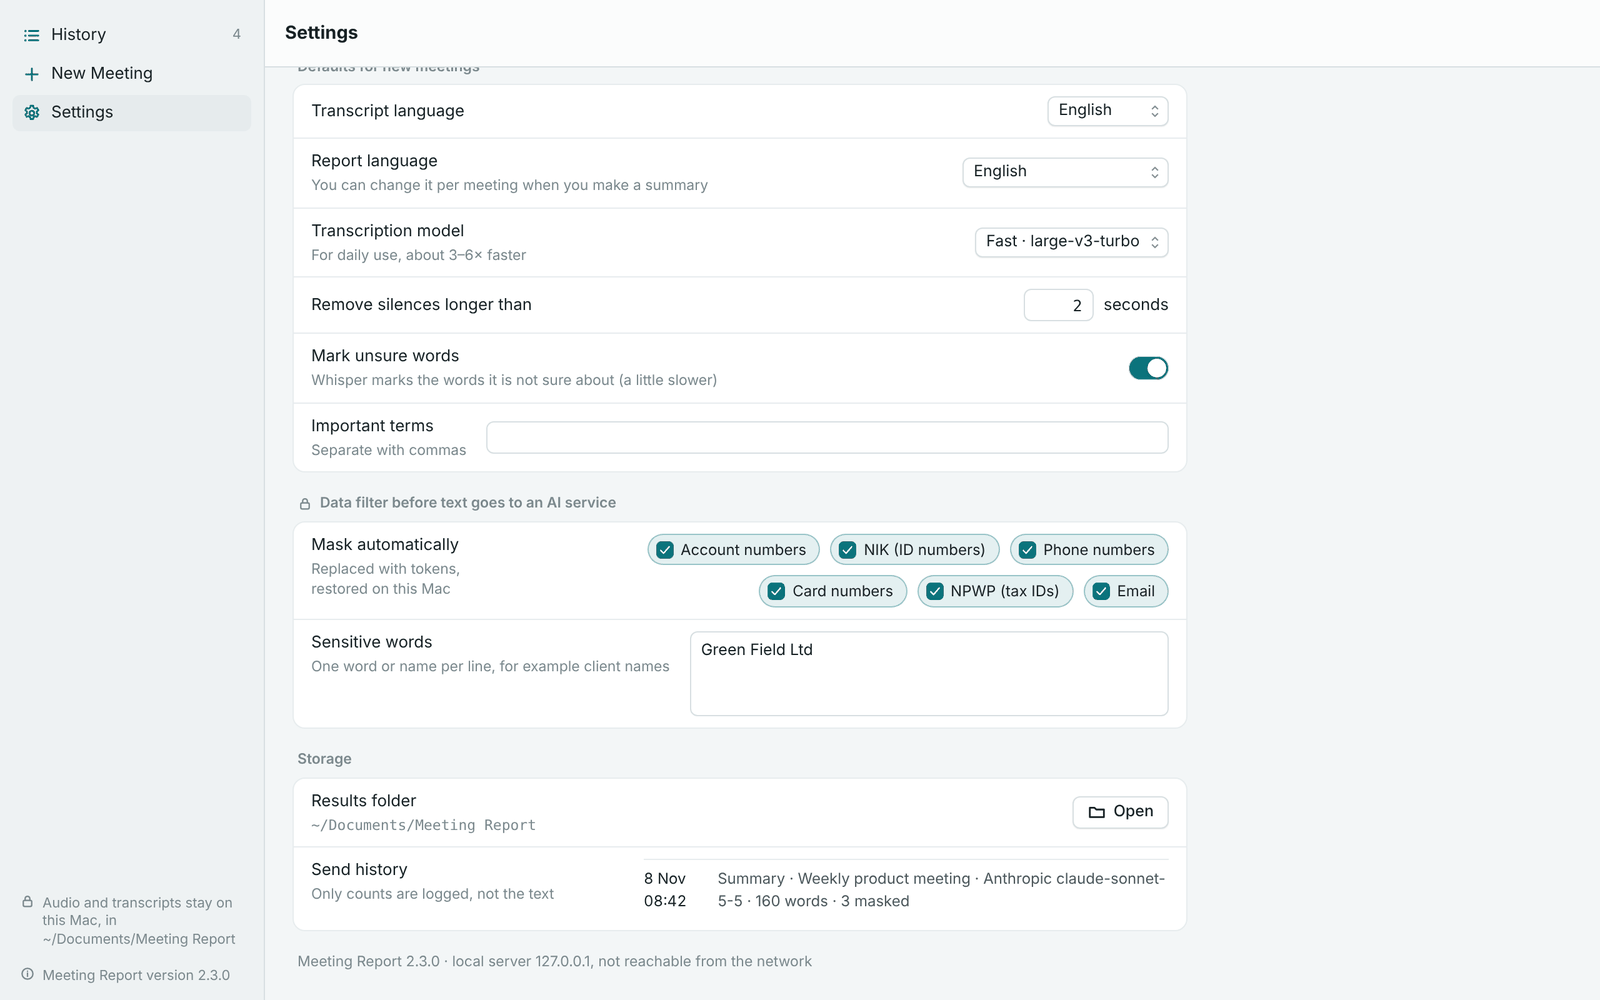 History 4
New Meeting
Settings
Settings
Defaults for new meetings
Transcript language
English
Report language
You can change it per meeting when you make a summary
English
Transcription model
For daily use, about 3–6× faster
Fast · large-v3-turbo
Remove silences longer than
2 seconds
Mark unsure words
Whisper marks the words it is not sure about (a little slower)
Important terms
Separate with commas
Data filter before text goes to an AI service
Mask automatically
Replaced with tokens,
restored on this Mac
Account numbers NIK (ID numbers) Phone numbers
Card numbers NPWP (tax IDs) Email
Sensitive words
One word or name per line, for example client names
Green Field Ltd
Storage
Results folder
~/Documents/Meeting Report
Open
Send history
Only counts are logged, not the text
8 Nov
08:42
Summary · Weekly product meeting · Anthropic claude-sonnet-
5-5 · 160 words · 3 masked
Meeting Report 2.3.0 · local server 127.0.0.1, not reachable from the network
Audio and transcripts stay on
this Mac, in
~/Documents/Meeting Report
Meeting Report version 2.3.0